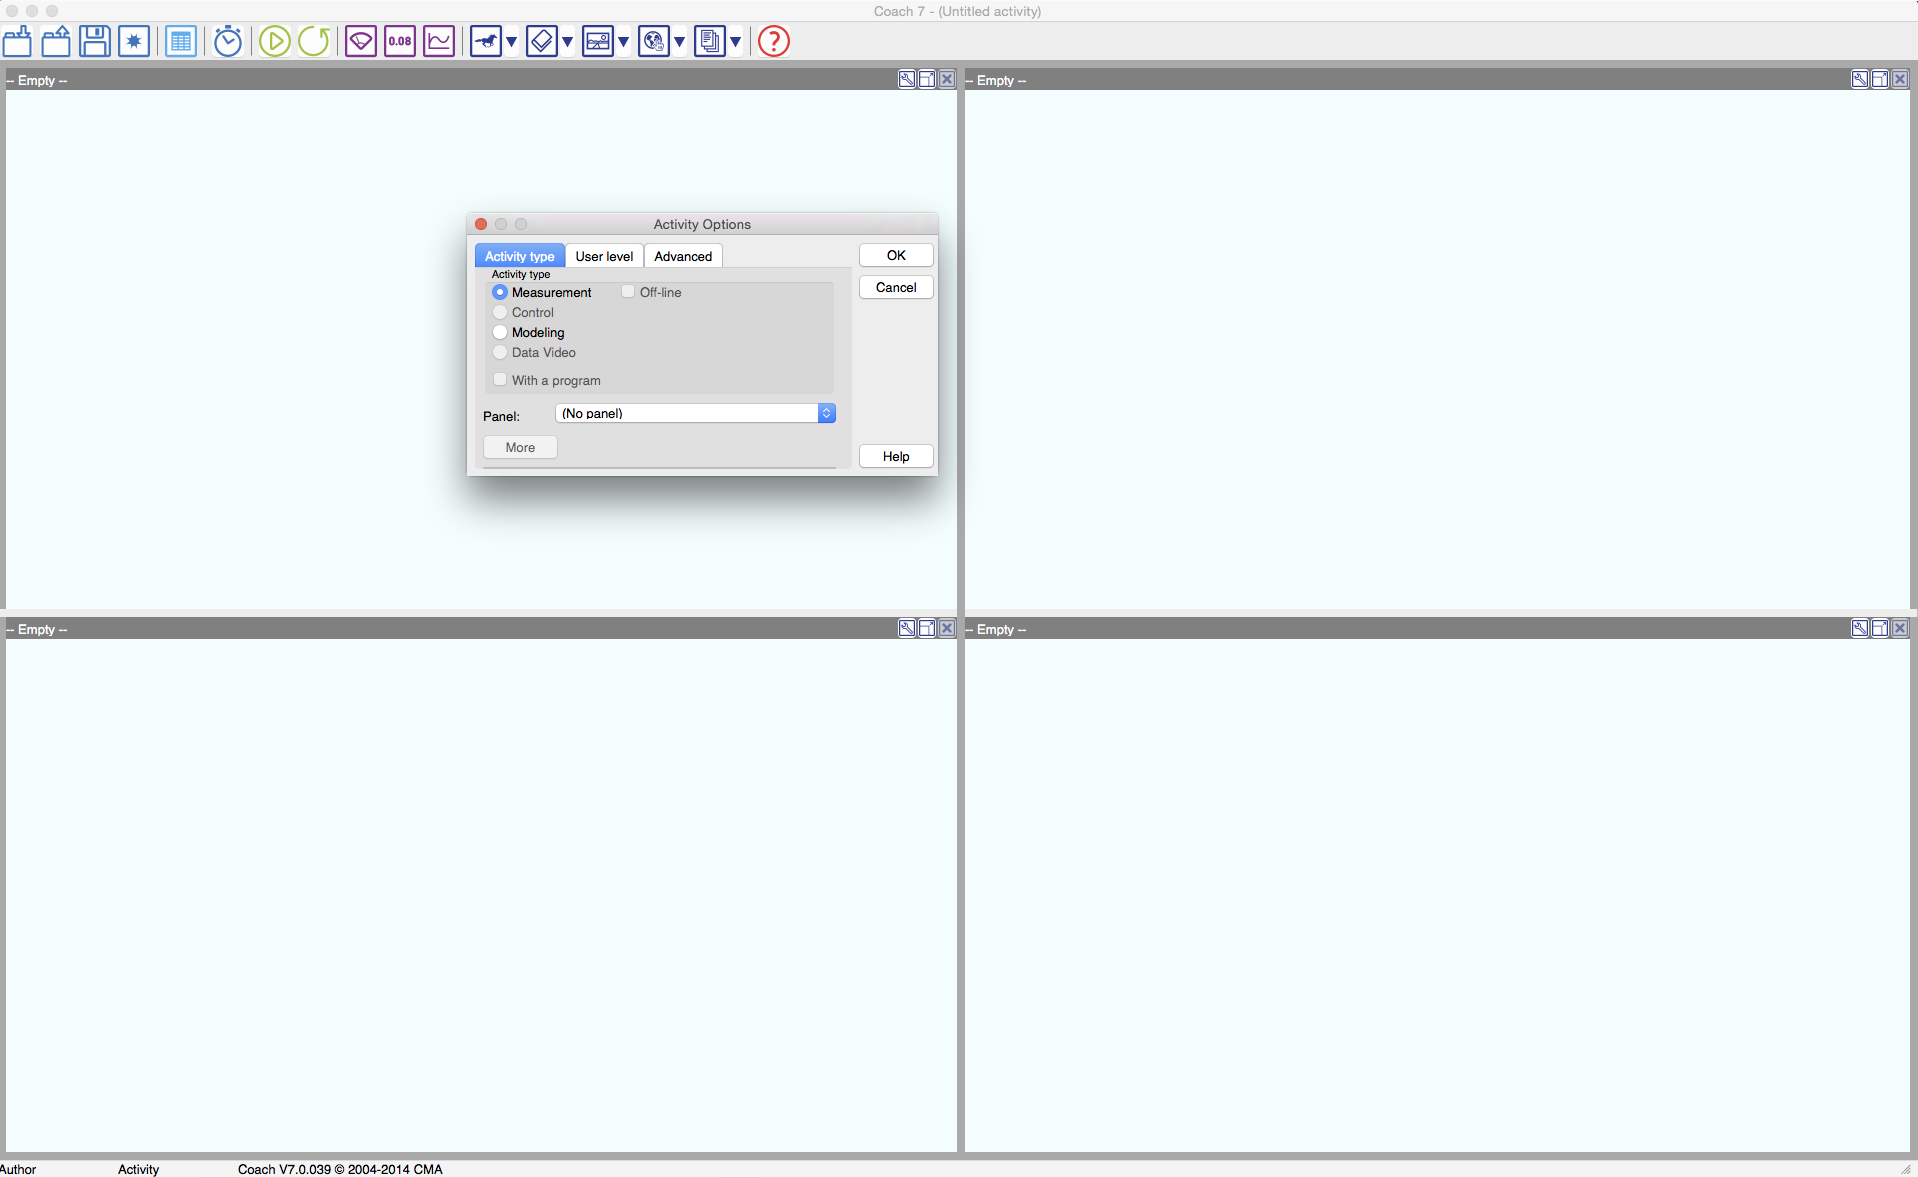 Coach 7 - (Untitled activity)
0.08
?
-- Empty --
-- Empty --
Activity Options
Activity type
User level
Advanced
OK
Activity type
Measurement
Off-line
Cancel
Control
Modeling
Data Video
With a program
Panel:
(No panel)
More
Help
-- Empty --
-- Empty --
Author
Activity
Coach V7.0.039 © 2004-2014 CMA